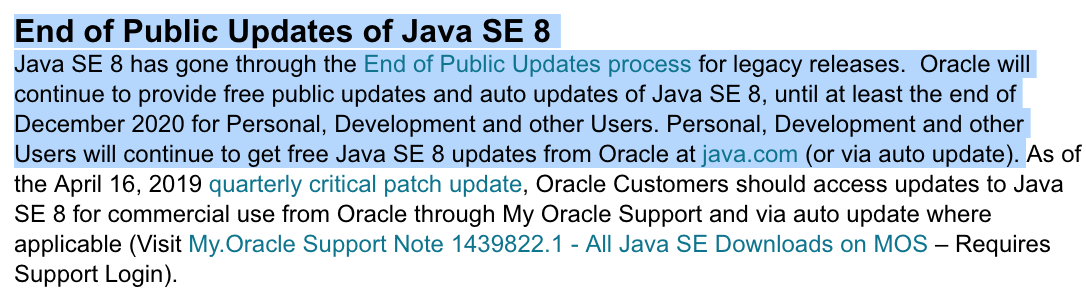 End of Public Updates of Java SE 8
Java SE 8 has gone through the End of Public Updates process for legacy releases.  Oracle will
continue to provide free public updates and auto updates of Java SE 8, until at least the end of
December 2020 for Personal, Development and other Users. Personal, Development and other
Users will continue to get free Java SE 8 updates from Oracle at java.com (or via auto update). As of
the April 16, 2019 quarterly critical patch update, Oracle Customers should access updates to Java
SE 8 for commercial use from Oracle through My Oracle Support and via auto update where
applicable (Visit My.Oracle Support Note 1439822.1 - All Java SE Downloads on MOS – Requires
Support Login).